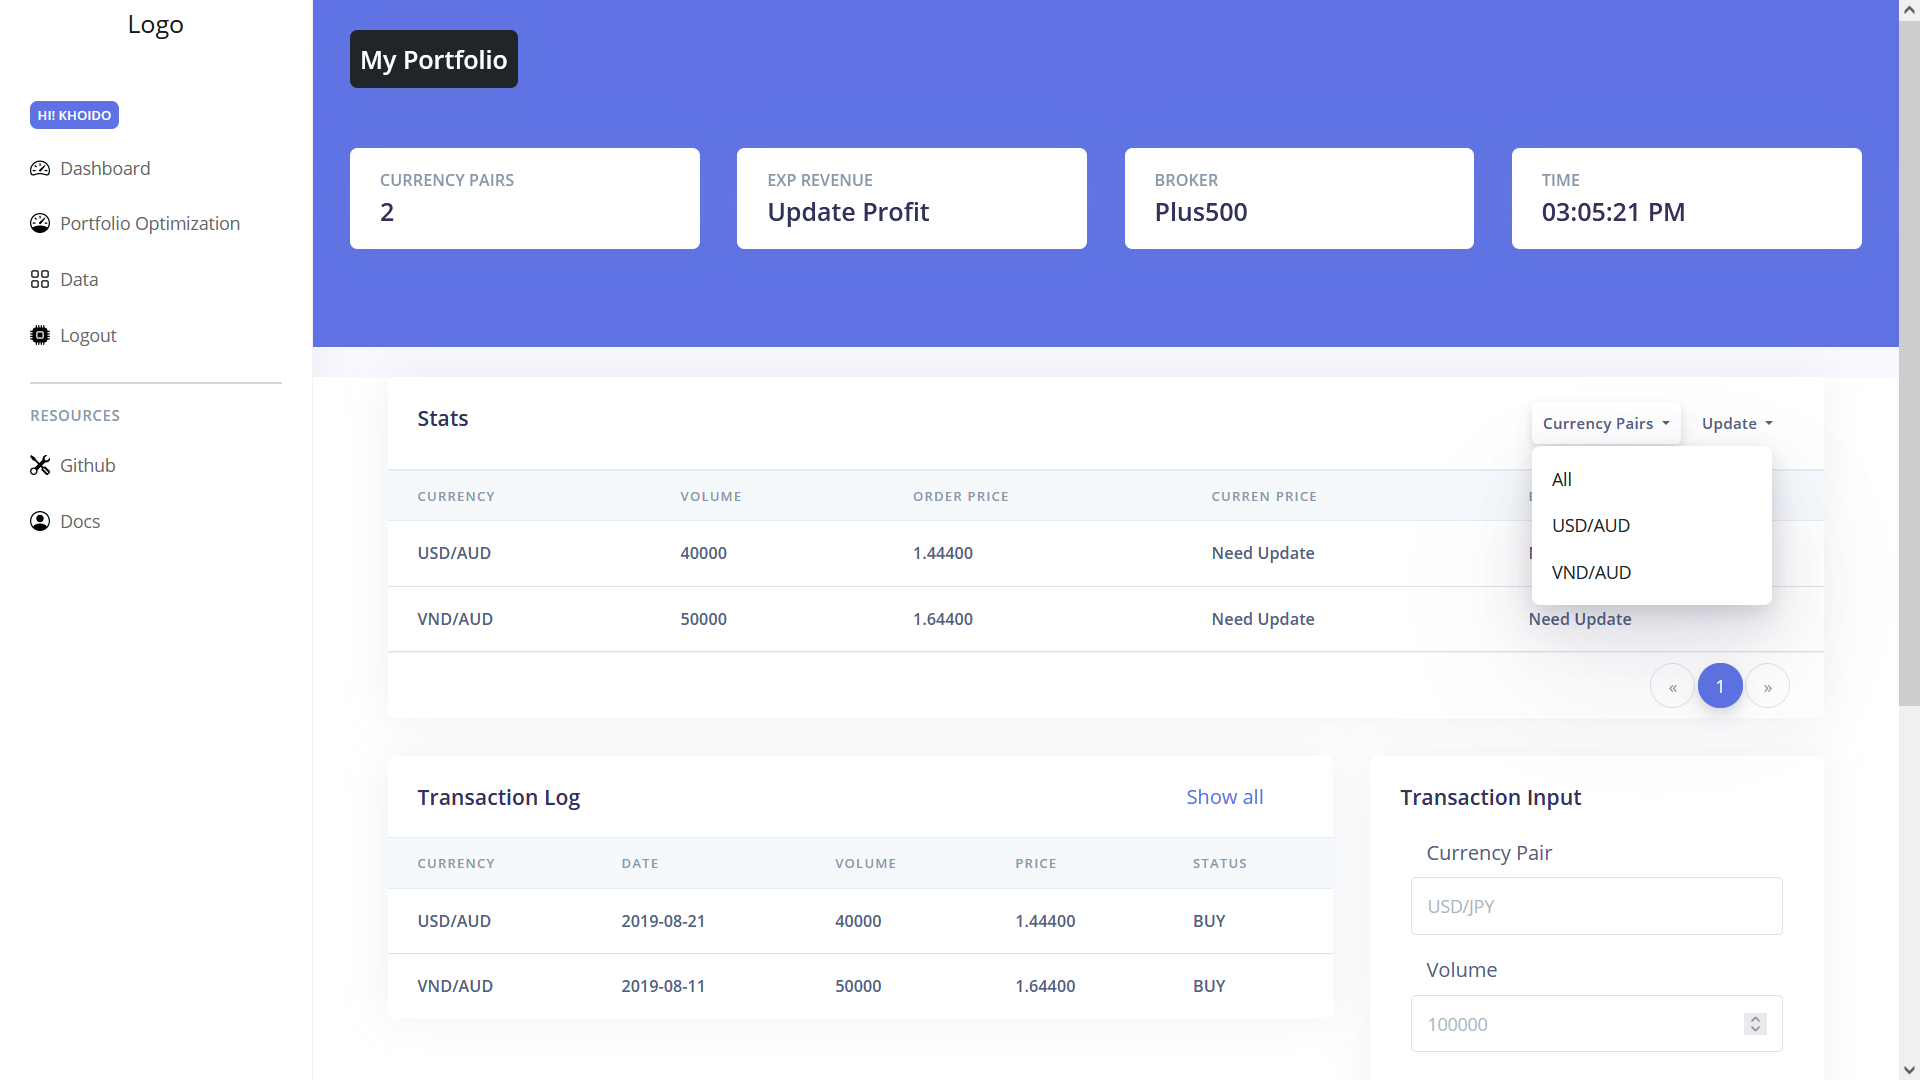 Logo
HI! KHOIDO
Dashboard
Portfolio Optimization
Data
Logout
RESOURCES
Github
Docs
My Portfolio
CURRENCY PAIRS
2
EXP REVENUE
Update Profit
BROKER
Plus500
TIME
03:05:21 PM
Stats
Currency Pairs
Update
All
USD/AUD
VND/AUD
CURRENCY VOLUME ORDER PRICE CURREN PRICE
USD/AUD 40000 1.44400 Need Update
VND/AUD 50000 1.64400 Need Update Need Update
« 1 »
Transaction Log Show all
CURRENCY DATE VOLUME PRICE STATUS
USD/AUD 2019-08-21 40000 1.44400 BUY
VND/AUD 2019-08-11 50000 1.64400 BUY
Transaction Input
Currency Pair
USD/JPY
Volume
100000